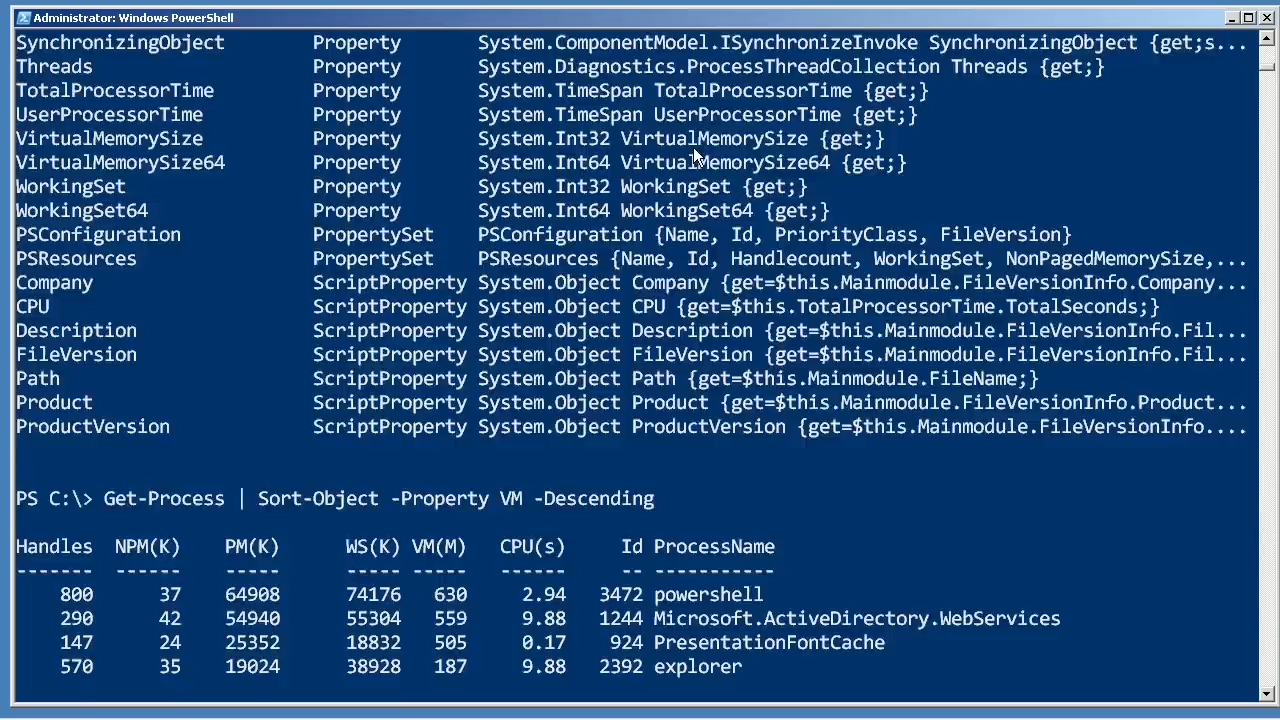 Administrator: Windows PowerShell
SynchronizingObject Property System.ComponentModel.ISynchronizeInvoke SynchronizingObject {get;s...
Threads Property System.Diagnostics.ProcessThreadCollection Threads {get;}
TotalProcessorTime Property System.TimeSpan TotalProcessorTime {get;}
UserProcessorTime Property System.TimeSpan UserProcessorTime {get;}
VirtualMemorySize Property System.Int32 VirtualMemorySize {get;}
VirtualMemorySize64 Property System.Int64 VirtualMemorySize64 {get;}
WorkingSet Property System.Int32 WorkingSet {get;}
WorkingSet64 Property System.Int64 WorkingSet64 {get;}
PSConfiguration PropertySet PSConfiguration {Name, Id, PriorityClass, FileVersion}
PSResources PropertySet PSResources {Name, Id, Handlecount, WorkingSet, NonPagedMemorySize,...
Company ScriptProperty System.Object Company {get=$this.Mainmodule.FileVersionInfo.Company...
CPU ScriptProperty System.Object CPU {get=$this.TotalProcessorTime.TotalSeconds;}
Description ScriptProperty System.Object Description {get=$this.Mainmodule.FileVersionInfo.Fil...
FileVersion ScriptProperty System.Object FileVersion {get=$this.Mainmodule.FileVersionInfo.Fil...
Path ScriptProperty System.Object Path {get=$this.Mainmodule.FileName;}
Product ScriptProperty System.Object Product {get=$this.Mainmodule.FileVersionInfo.Product...
ProductVersion ScriptProperty System.Object ProductVersion {get=$this.Mainmodule.FileVersionInfo....
PS C:\> Get-Process | Sort-Object -Property VM -Descending
Handles NPM(K) PM(K) WS(K) VM(M) CPU(s) Id ProcessName
------- ------ ----- ----- ----- ------ -- -----------
800 37 64908 74176 630 2.94 3472 powershell
290 42 54940 55304 559 9.88 1244 Microsoft.ActiveDirectory.WebServices
147 24 25352 18832 505 0.17 924 PresentationFontCache
570 35 19024 38928 187 9.88 2392 explorer